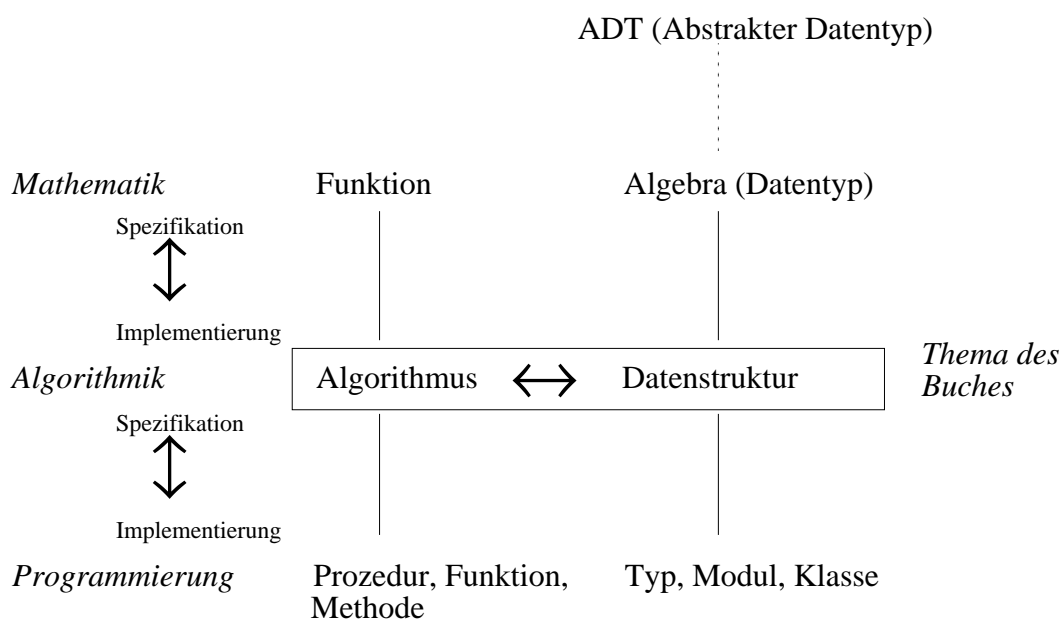 ADT (Abstrakter Datentyp)
Mathematik Funktion Algebra (Datentyp)
Spezifikation
Implementierung
Algorithmik Algorithmus Datenstruktur Thema des
Buches
Spezifikation
Implementierung
Programmierung Prozedur, Funktion, Typ, Modul, Klasse
Methode